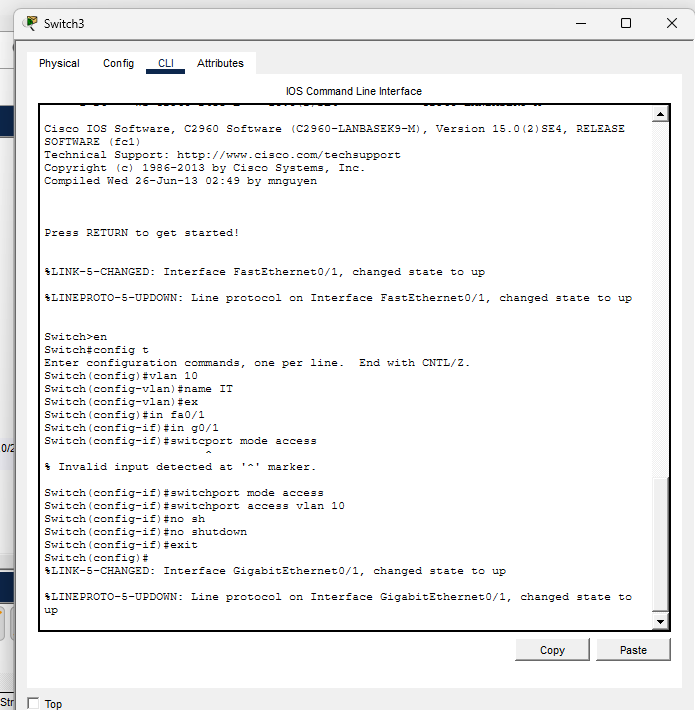 Switch3
Physical
Config
CLI
Attributes
IOS Command Line Interface
Cisco IOS Software, C2960 Software (C2960-LANBASEK9-M), Version 15.0(2)SE4, RELEASE
SOFTWARE (fc1)
Technical Support: http://www.cisco.com/techsupport
Copyright (c) 1986-2013 by Cisco Systems, Inc.
Compiled Wed 26-Jun-13 02:49 by mnguyen
Press RETURN to get started!
%LINK-5-CHANGED: Interface FastEthernet0/1, changed state to up
%LINEPROTO-5-UPDOWN: Line protocol on Interface FastEthernet0/1, changed state to up
Switch>en
Switch#config t
Enter configuration commands, one per line.  End with CNTL/Z.
Switch(config)#vlan 10
Switch(config-vlan)#name IT
Switch(config-vlan)#ex
Switch(config)#in fa0/1
Switch(config-if)#in g0/1
Switch(config-if)#switcport mode access
^
% Invalid input detected at '^' marker.
Switch(config-if)#switchport mode access
Switch(config-if)#switchport access vlan 10
Switch(config-if)#no sh
Switch(config-if)#no shutdown
Switch(config-if)#exit
Switch(config)#
%LINK-5-CHANGED: Interface GigabitEthernet0/1, changed state to up
%LINEPROTO-5-UPDOWN: Line protocol on Interface GigabitEthernet0/1, changed state to
up
Copy
Paste
Top
0/2
Str